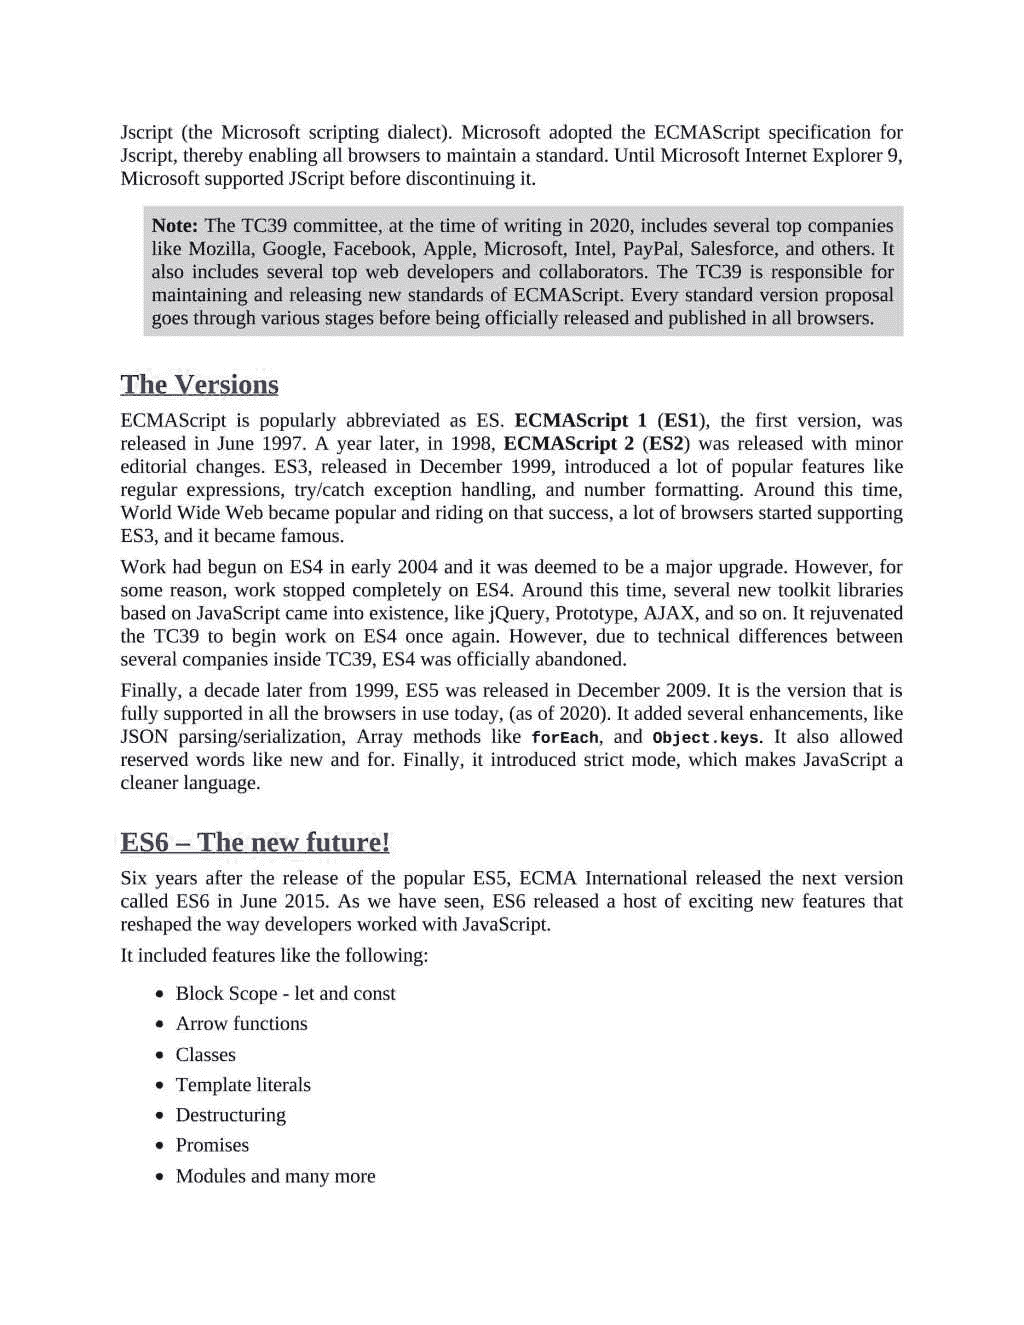 Jscript (the Microsoft scripting dialect). Microsoft adopted the ECMAScript specification for
Jscript, thereby enabling all browsers to maintain a standard. Until Microsoft Internet Explorer 9,
Microsoft supported JScript before discontinuing it.
Note: The TC39 committee, at the time of writing in 2020, includes several top companies
like Mozilla, Google, Facebook, Apple, Microsoft, Intel, PayPal, Salesforce, and others. It
also includes several top web developers and collaborators. The TC39 is responsible for
maintaining and releasing new standards of ECMAScript. Every standard version proposal
goes through various stages before being officially released and published in all browsers.
The Versions
ECMAScript is popularly abbreviated as ES. ECMAScript 1 (ES1), the first version, was
released in June 1997. A year later, in 1998, ECMAScript 2 (ES2) was released with minor
editorial changes. ES3, released in December 1999, introduced a lot of popular features like
regular expressions, try/catch exception handling, and number formatting. Around this time,
World Wide Web became popular and riding on that success, a lot of browsers started supporting
ES3, and it became famous.
Work had begun on ES4 in early 2004 and it was deemed to be a major upgrade. However, for
some reason, work stopped completely on ES4. Around this time, several new toolkit libraries
based on JavaScript came into existence, like jQuery, Prototype, AJAX, and so on. It rejuvenated
the TC39 to begin work on ES4 once again. However, due to technical differences between
several companies inside TC39, ES4 was officially abandoned.
Finally, a decade later from 1999, ES5 was released in December 2009. It is the version that is
fully supported in all the browsers in use today, (as of 2020). It added several enhancements, like
JSON parsing/serialization, Array methods like forEach, and Object.keys. It also allowed
reserved words like new and for. Finally, it introduced strict mode, which makes JavaScript a
cleaner language.
ES6 – The new future!
Six years after the release of the popular ES5, ECMA International released the next version
called ES6 in June 2015. As we have seen, ES6 released a host of exciting new features that
reshaped the way developers worked with JavaScript.
It included features like the following:
• Block Scope - let and const
• Arrow functions
• Classes
• Template literals
• Destructuring
• Promises
• Modules and many more